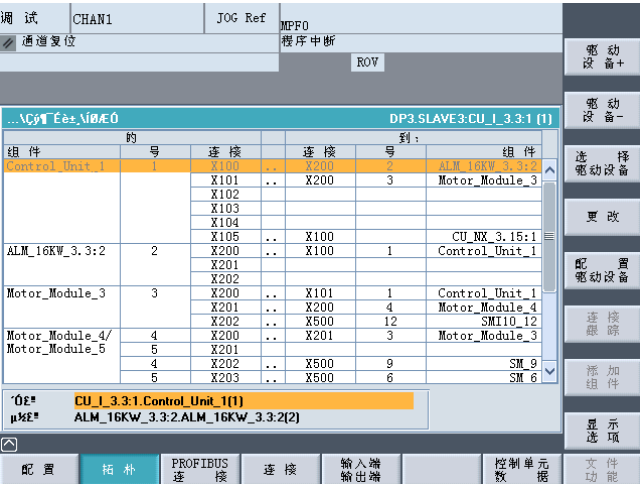 调 试 CHAN1 JOG Ref MPF0
通道复位 程序中断
ROV
...\Çý¶¯Éè±¸\ÍØÆÓ DP3.SLAVE3:CU_I_3.3:1 (1)
的 到：
组 件 号 连 接 连 接 号 组 件
Control_Unit_1 1 X100 .. X200 2 ALM_16KW_3.3:2
X101 .. X200 3 Motor_Module_3
X102
X103
X104
X105 .. X100 CU_NX_3.15:1
ALM_16KW_3.3:2 2 X200 .. X100 1 Control_Unit_1
X201
X202
Motor_Module_3 3 X200 .. X101 1 Control_Unit_1
X201 .. X200 4 Motor_Module_4
X202 .. X500 12 SMI10_12
Motor_Module_4/ 4 X200 .. X201 3 Motor_Module_3
Motor_Module_5 5 X201
4 X202 .. X500 9 SM_9
5 X203 .. X500 6 SM_6
´Ó£º CU_I_3.3:1.Control_Unit_1(1)
µ½£º ALM_16KW_3.3:2.ALM_16KW_3.3:2(2)
驱 动
设 备+
驱 动
设 备-
选 择
驱动设备
更 改
配 置
驱动设备
连 接
跟 踪
添 加
组 件
显 示
选 项
文 件
功 能
配 置
拓 朴
PROFIBUS
连 接
连 接
输入端
输出端
控制单元
数 据